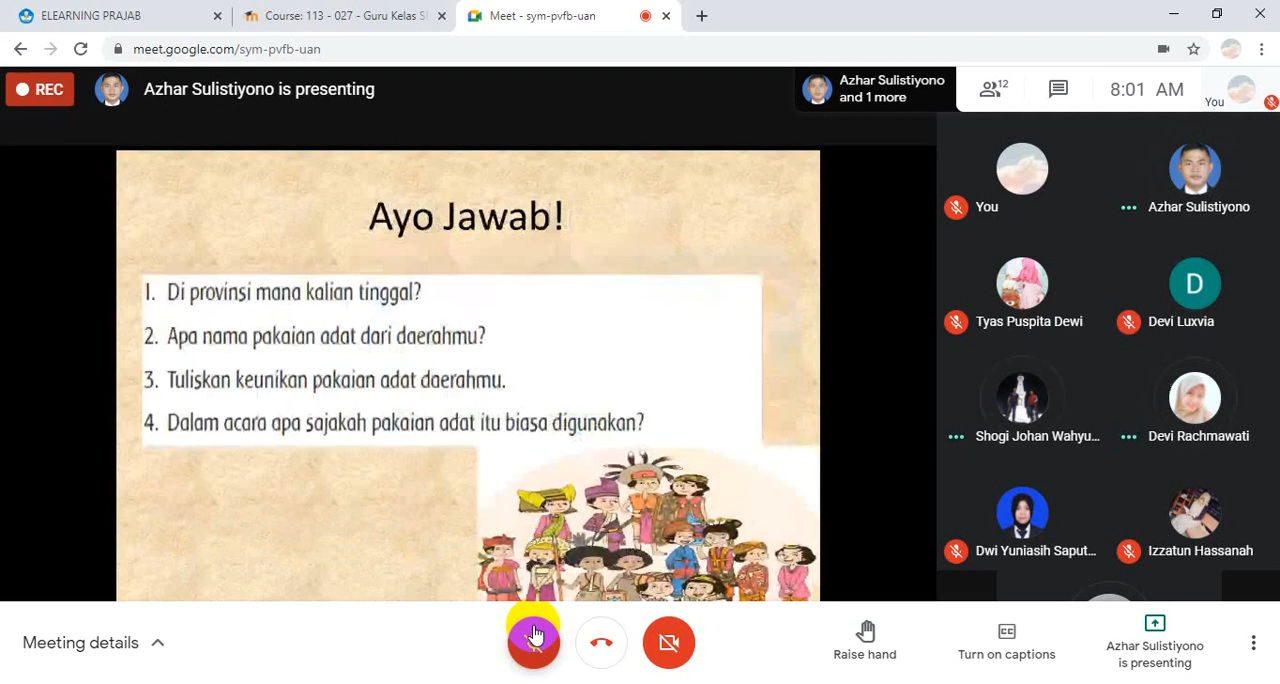 ELEARNING PRAJAB
Course: 113 - 027 - Guru Kelas S
Meet - sym-pvfb-uan
meet.google.com/sym-pvfb-uan
REC
Azhar Sulistiyono is presenting
Azhar Sulistiyono
and 1 more
12
8:01 AM
You
Ayo Jawab!
1. Di provinsi mana kalian tinggal?
2. Apa nama pakaian adat dari daerahmu?
3. Tuliskan keunikan pakaian adat daerahmu.
4. Dalam acara apa sajakah pakaian adat itu biasa digunakan?
You
Azhar Sulistiyono
Tyas Puspita Dewi
D
Devi Luxvia
Shogi Johan Wahyu...
Devi Rachmawati
Dwi Yuniasih Saput...
Izzatun Hassanah
Meeting details
Raise hand
CC
Turn on captions
Azhar Sulistiyono
is presenting